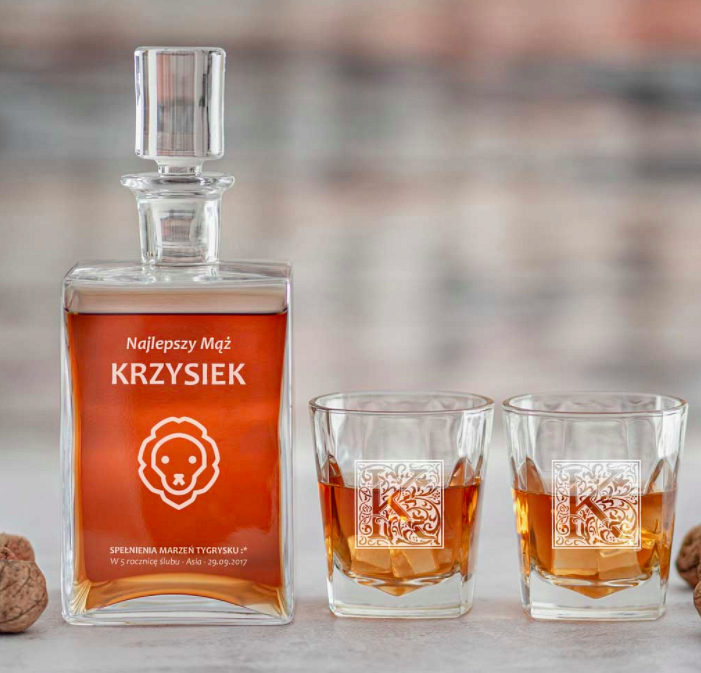 Najlepszy Mąż
KRZYSIEK
SPEŁNIENIA MARZEŃ TYGRYSKU :*
W 5 rocznicę ślubu - Asia - 29.09.2017
K
K